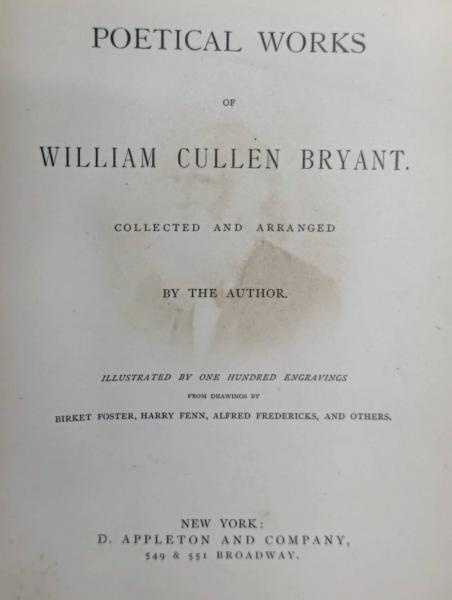 POETICAL WORKS
OF
WILLIAM CULLEN BRYANT.
COLLECTED AND ARRANGED
BY THE AUTHOR.
ILLUSTRATED BY ONE HUNDRED ENGRAVINGS
FROM DRAWINGS BY
BIRKET FOSTER, HARRY FENN, ALFRED FREDERICKS, AND OTHERS.
NEW YORK:
D. APPLETON AND COMPANY,
549 & 551 BROADWAY.